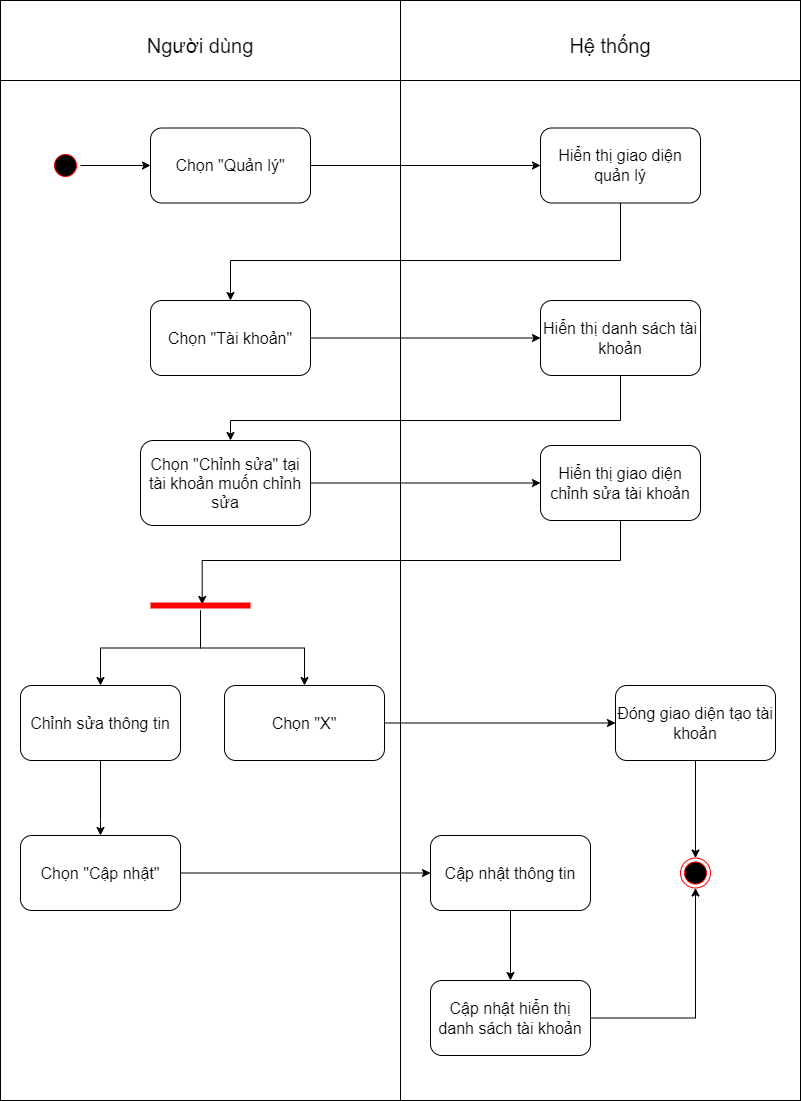 Người dùng
Hệ thống
Chọn "Quản lý"
Hiển thị giao diện
quản lý
Chọn "Tài khoản"
Hiển thị danh sách tài
khoản
Chọn "Chỉnh sửa" tại
tài khoản muốn chỉnh
sửa
Hiển thị giao diện
chỉnh sửa tài khoản
Chỉnh sửa thông tin
Chọn "X"
Đóng giao diện tạo tài
khoản
Chọn "Cập nhật"
Cập nhật thông tin
Cập nhật hiển thị
danh sách tài khoản